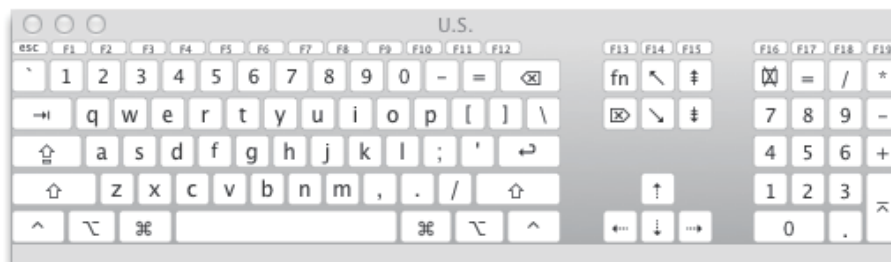 U.S.
esc F1 F2 F3 F4 F5 F6 F7 F8 F9 F10 F11 F12 F13 F14 F15 F16 F17 F18 F19
` 1 2 3 4 5 6 7 8 9 0 - = ⌫ fn ↖ ⇞ = / *
⇥ q w e r t y u i o p [ ] \ ⌦ ↘ ⇟ 7 8 9 -
⇪ a s d f g h j k l ; ' ↩ 4 5 6 +
⇧ z x c v b n m , . / ⇧ ⇡ 1 2 3 ⌅
⌃ ⌥ ⌘ ⌘ ⌥ ⌃ ⇠ ⇣ ⇢ 0 .